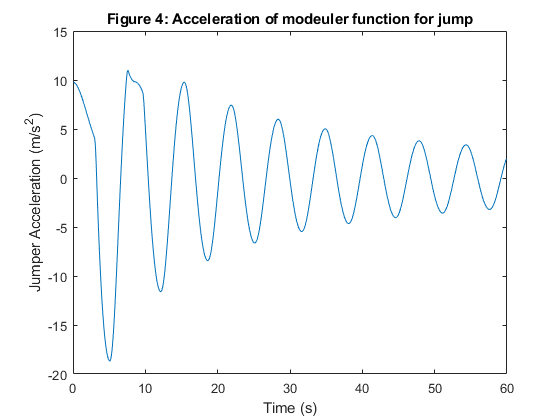 Figure 4: Acceleration of modeuler function for jump
15
10
5
0
-5
-10
-15
-20
Jumper Acceleration (m/s²)
0 10 20 30 40 50 60
Time (s)